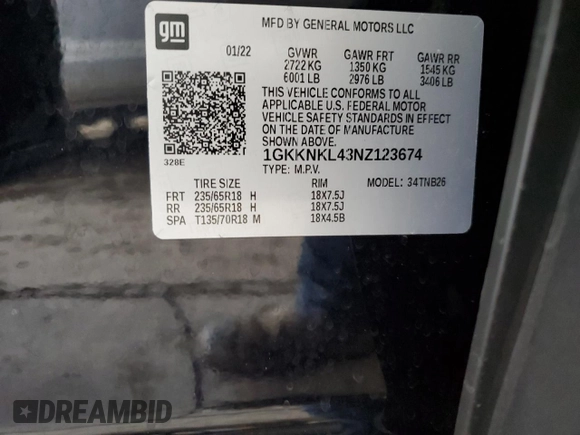 gm
MFD BY GENERAL MOTORS LLC
01/22 GVWR GAWR FRT GAWR RR
2722 KG 1350 KG 1545 KG
6001 LB 2976 LB 3406 LB
THIS VEHICLE CONFORMS TO ALL
APPLICABLE U.S. FEDERAL MOTOR
VEHICLE SAFETY STANDARDS IN EFFECT
ON THE DATE OF MANUFACTURE
SHOWN ABOVE.
328E 1GKKNKL43NZ123674
TYPE: M.P.V.
TIRE SIZE RIM MODEL: 34TNB26
FRT 235/65R18 H 18X7.5J
RR 235/65R18 H 18X7.5J
SPA T135/70R18 M 18X4.5B
DREAMBID